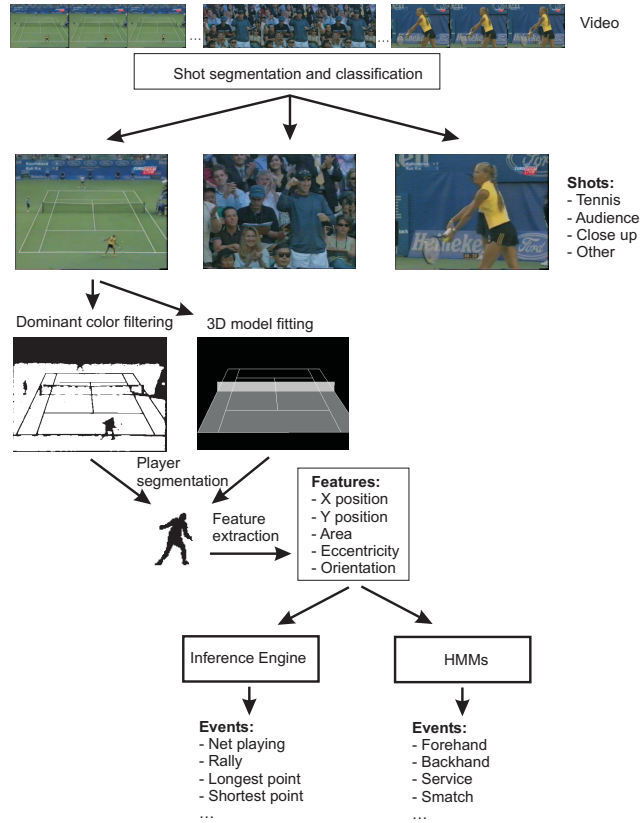 Video
... ...
Shot segmentation and classification
Shots:
- Tennis
- Audience
- Close up
- Other
Heineken
Ford
Dominant color filtering
3D model fitting
Player
segmentation
Feature
extraction
Features:
- X position
- Y position
- Area
- Eccentricity
- Orientation
Inference Engine
HMMs
Events:
- Net playing
- Rally
- Longest point
- Shortest point
...
Events:
- Forehand
- Backhand
- Service
- Smatch
...